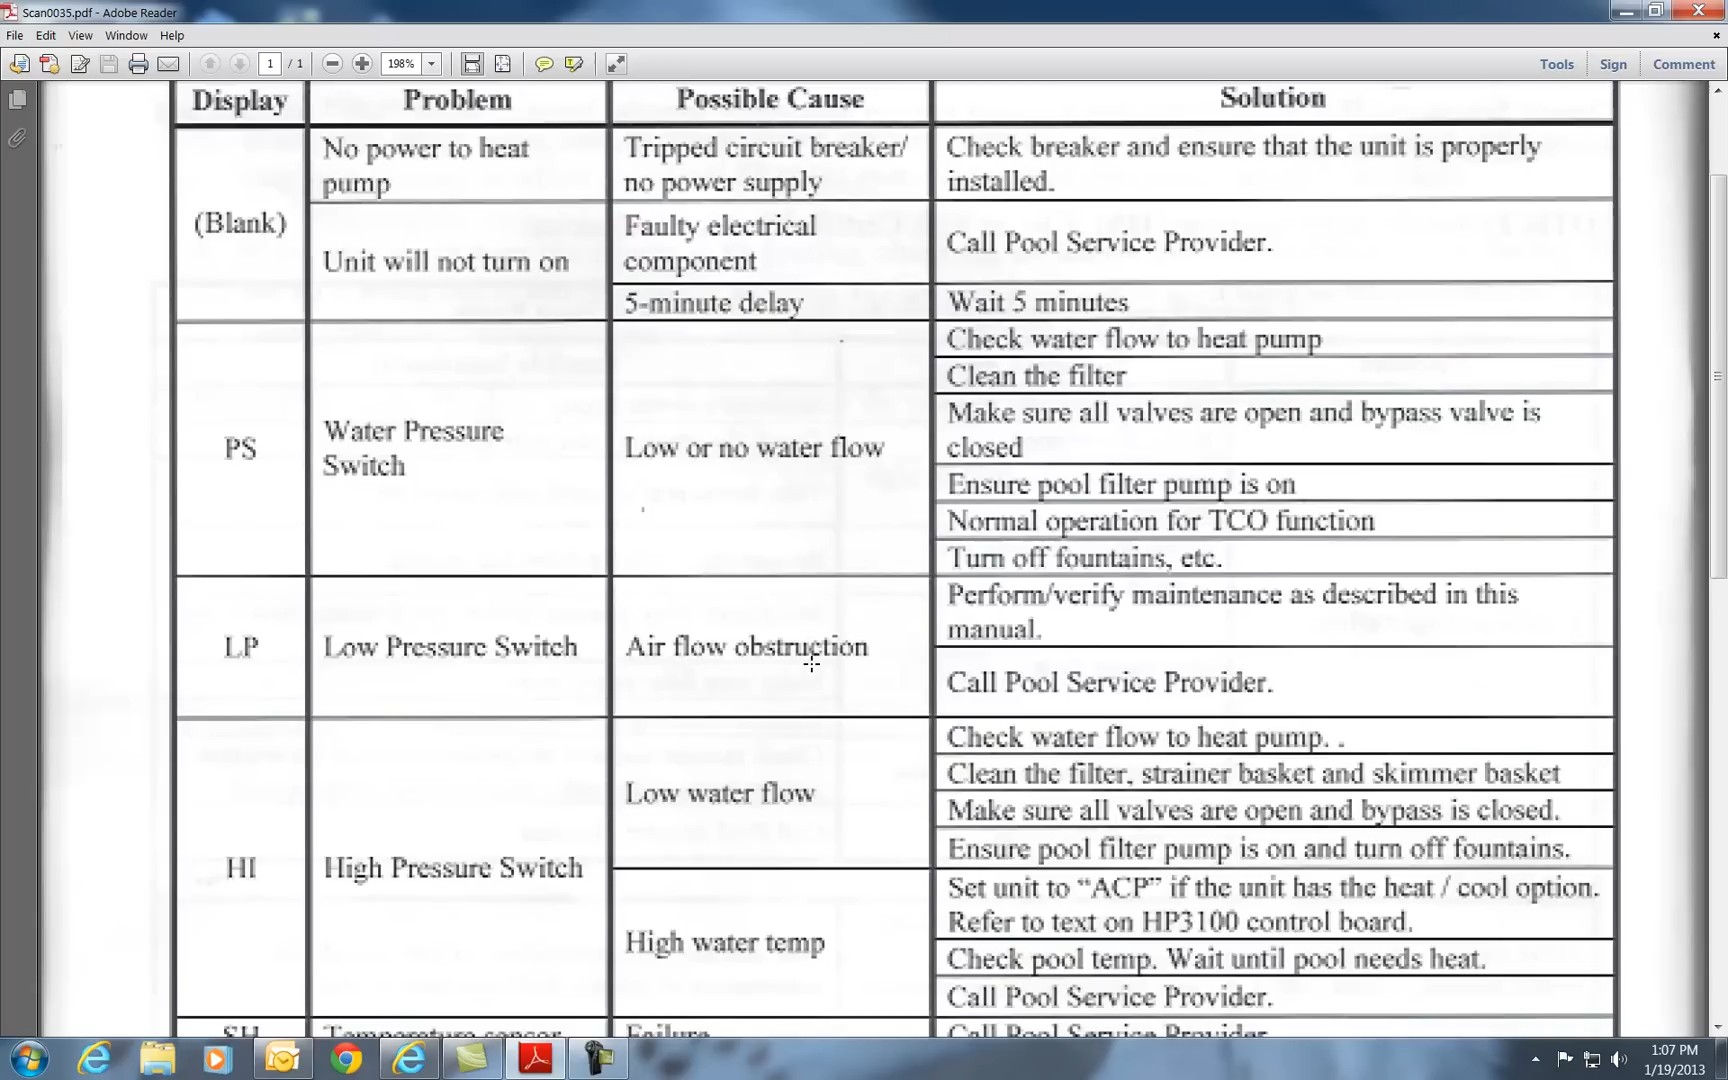 Scan0035.pdf - Adobe Reader
File Edit View Window Help
1 / 1 198% Tools Sign Comment
Display Problem Possible Cause Solution
(Blank)
No power to heat
pump
Tripped circuit breaker/
no power supply
Check breaker and ensure that the unit is properly
installed.
Unit will not turn on
Faulty electrical
component
Call Pool Service Provider.
5-minute delay
Wait 5 minutes
PS
Water Pressure
Switch
Low or no water flow
Check water flow to heat pump
Clean the filter
Make sure all valves are open and bypass valve is
closed
Ensure pool filter pump is on
Normal operation for TCO function
Turn off fountains, etc.
LP
Low Pressure Switch
Air flow obstruction
Perform/verify maintenance as described in this
manual.
Call Pool Service Provider.
HI
High Pressure Switch
Low water flow
Check water flow to heat pump. .
Clean the filter, strainer basket and skimmer basket
Make sure all valves are open and bypass is closed.
Ensure pool filter pump is on and turn off fountains.
High water temp
Set unit to “ACP” if the unit has the heat / cool option.
Refer to text on HP3100 control board.
Check pool temp. Wait until pool needs heat.
Call Pool Service Provider.
SH Temperature sensor Failure Call Pool Service Provider
1:07 PM
1/19/2013